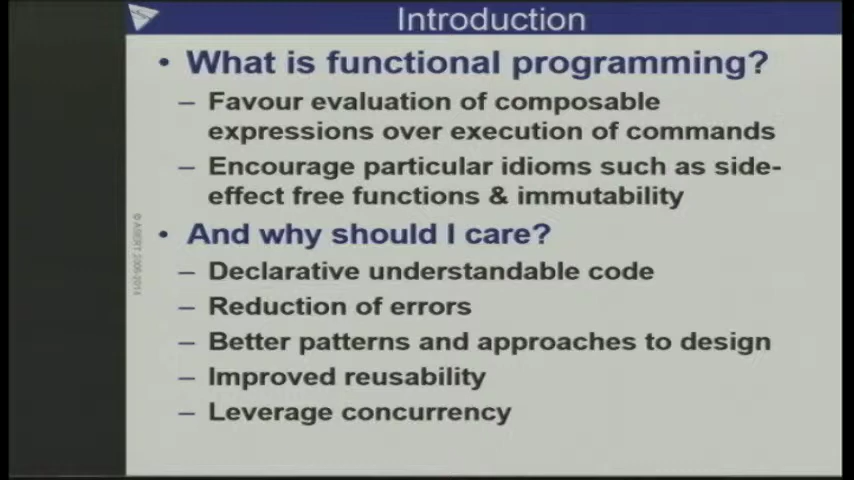 Introduction
• What is functional programming?
– Favour evaluation of composable
expressions over execution of commands
– Encourage particular idioms such as side-
effect free functions & immutability
• And why should I care?
– Declarative understandable code
– Reduction of errors
– Better patterns and approaches to design
– Improved reusability
– Leverage concurrency